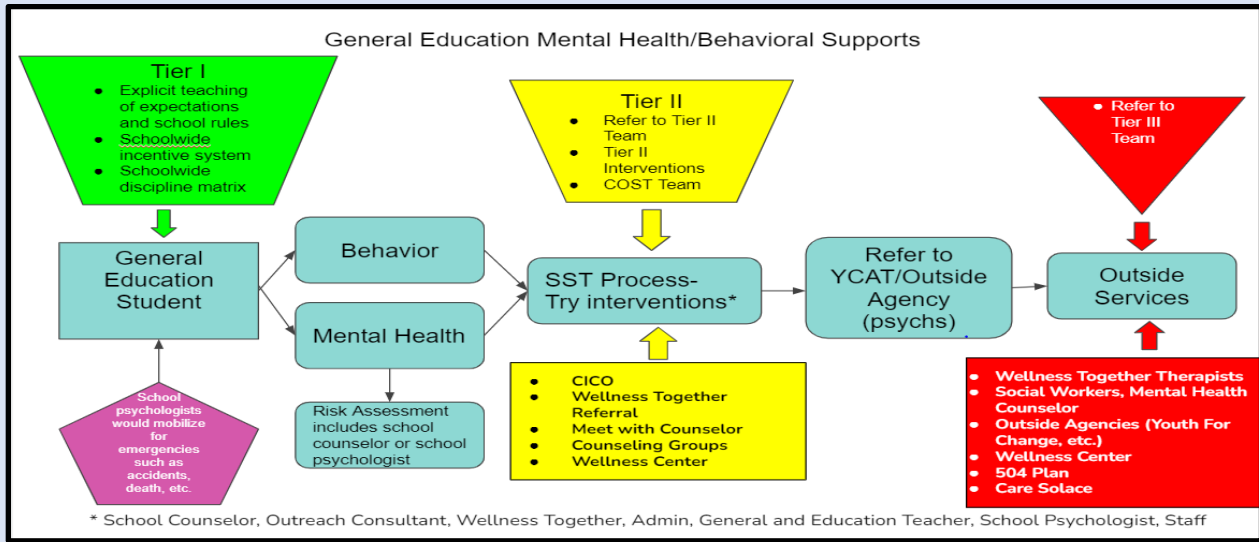 General Education Mental Health/Behavioral Supports
Tier I
● Explicit teaching
of expectations
and school rules
● Schoolwide
incentive system
● Schoolwide
discipline matrix
Tier II
● Refer to Tier II
Team
● Tier II
Interventions
● COST Team
● Refer to
Tier III
Team
General
Education
Student
Behavior
Mental Health
SST Process-
Try interventions*
Refer to
YCAT/Outside
Agency
(psychs)
Outside
Services
School
psychologists
would mobilize for
emergencies
such as
accidents,
death, etc.
Risk Assessment
includes school
counselor or school
psychologist
● CICO
● Wellness Together
Referral
● Meet with Counselor
● Counseling Groups
● Wellness Center
● Wellness Together Therapists
● Social Workers, Mental Health
Counselor
● Outside Agencies (Youth For
Change, etc.)
● Wellness Center
● 504 Plan
● Care Solace
* School Counselor, Outreach Consultant, Wellness Together, Admin, General and Education Teacher, School Psychologist, Staff